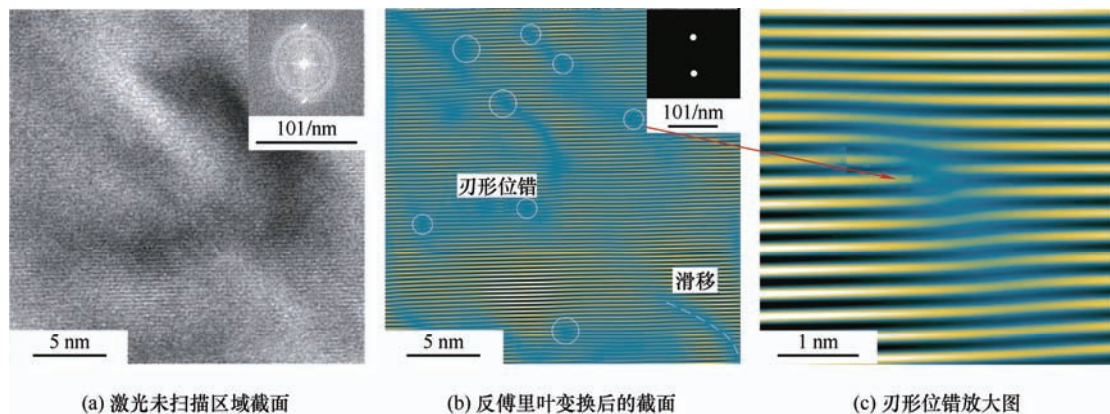 101/nm
5 nm
(a) 激光未扫描区域截面
101/nm
刃形位错
滑移
5 nm
(b) 反傅里叶变换后的截面
1 nm
(c) 刃形位错放大图